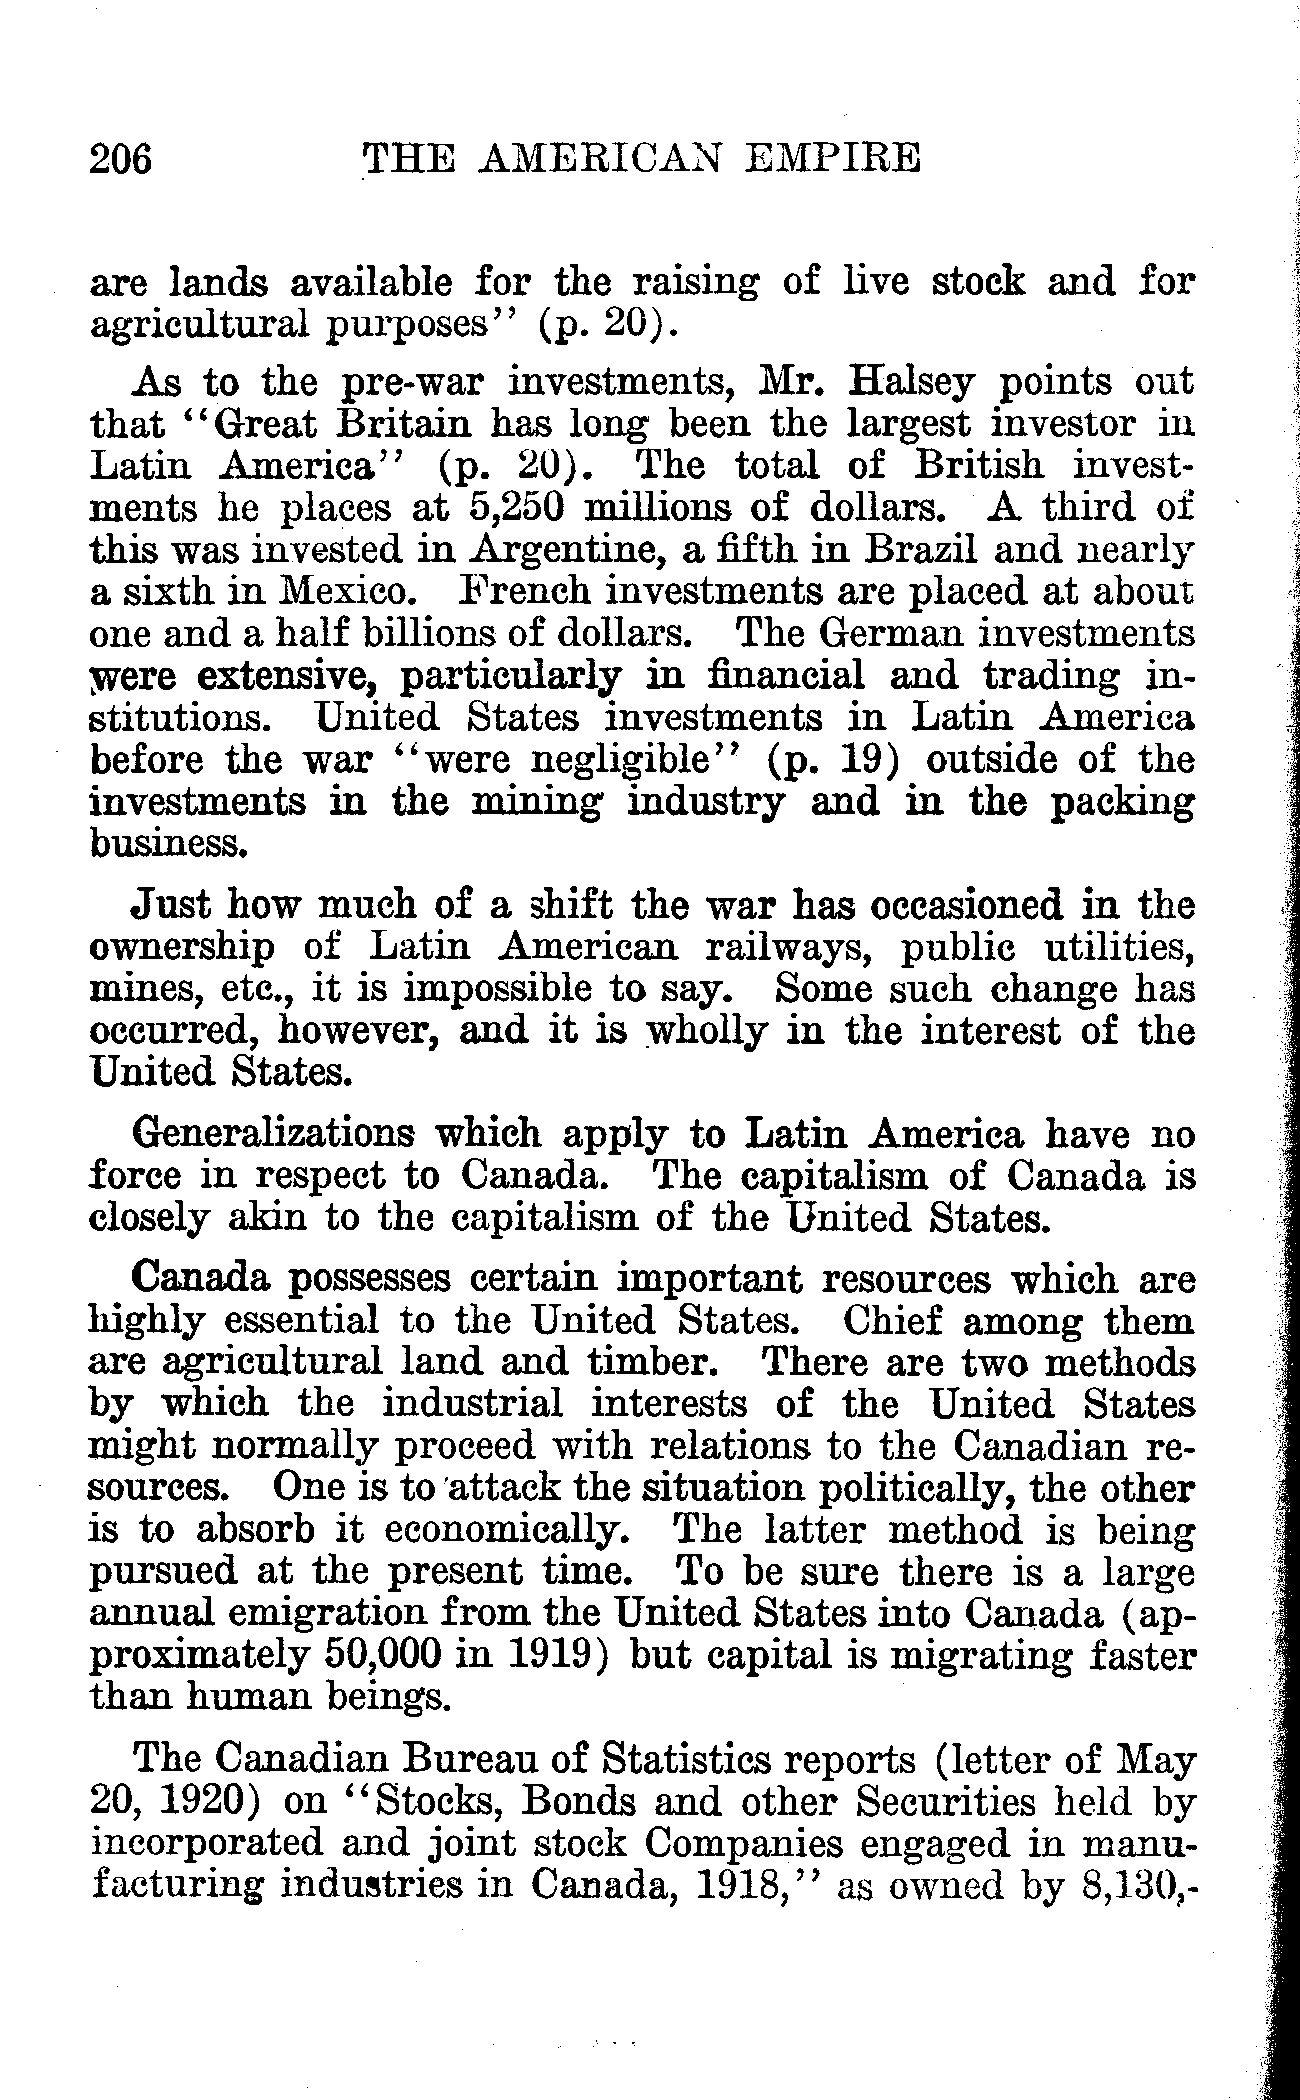 206 THE AMERICAN EMPIRE
are lands available for the raising of live stock and for
agricultural purposes'' (p. 20).
As to the pre-war investments, Mr. Halsey points out
that ''Great Britain has long been the largest investor in
Latin America'' (p. 20). The total of British invest-
ments he places at 5,250 millions of dollars. A third of
this was invested in Argentine, a fifth in Brazil and nearly
a sixth in Mexico. French investments are placed at about
one and a half billions of dollars. The German investments
were extensive, particularly in financial and trading in-
stitutions. United States investments in Latin America
before the war ''were negligible'' (p. 19) outside of the
investments in the mining industry and in the packing
business.
Just how much of a shift the war has occasioned in the
ownership of Latin American railways, public utilities,
mines, etc., it is impossible to say. Some such change has
occurred, however, and it is wholly in the interest of the
United States.
Generalizations which apply to Latin America have no
force in respect to Canada. The capitalism of Canada is
closely akin to the capitalism of the United States.
Canada possesses certain important resources which are
highly essential to the United States. Chief among them
are agricultural land and timber. There are two methods
by which the industrial interests of the United States
might normally proceed with relations to the Canadian re-
sources. One is to attack the situation politically, the other
is to absorb it economically. The latter method is being
pursued at the present time. To be sure there is a large
annual emigration from the United States into Canada (ap-
proximately 50,000 in 1919) but capital is migrating faster
than human beings.
The Canadian Bureau of Statistics reports (letter of May
20, 1920) on ''Stocks, Bonds and other Securities held by
incorporated and joint stock Companies engaged in manu-
facturing industries in Canada, 1918,'' as owned by 8,130,-